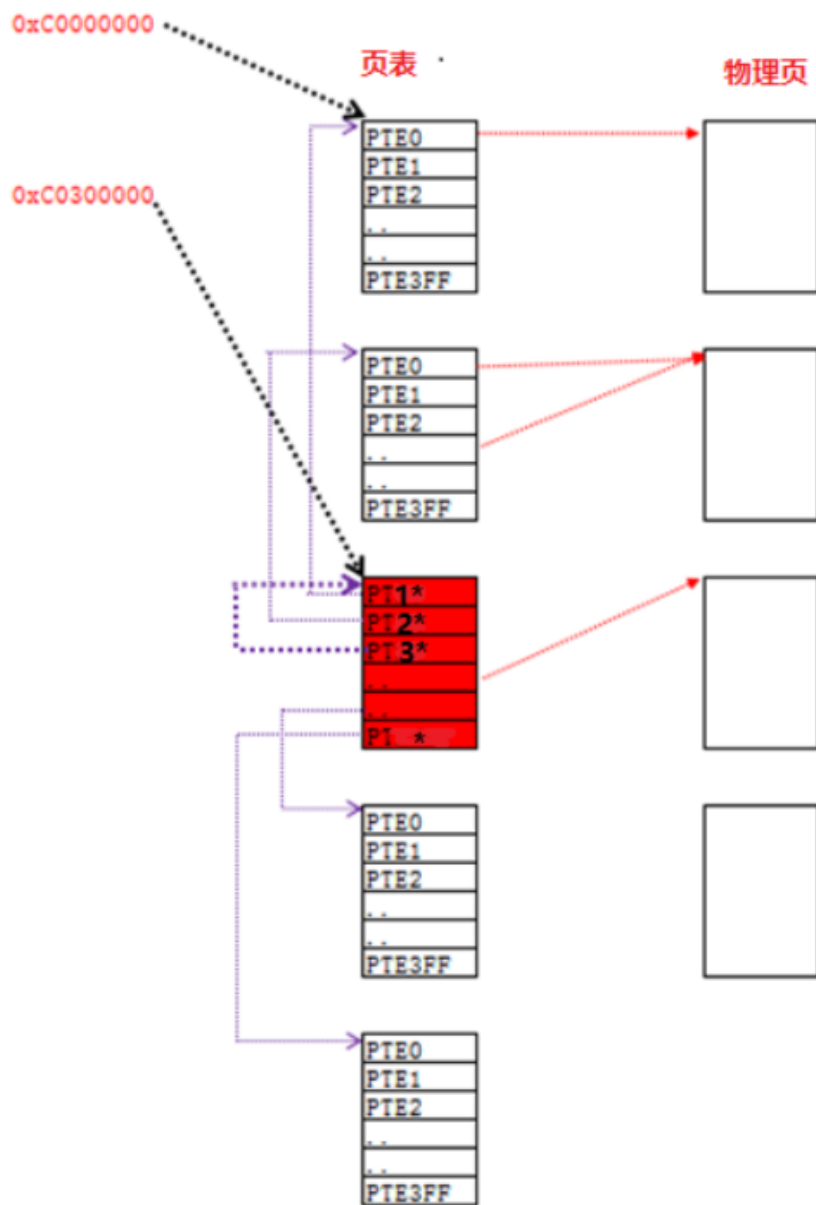 0xC0000000
页表
物理页
PTE0
PTE1
PTE2
..
..
PTE3FF
0xC0300000
PTE0
PTE1
PTE2
..
..
PTE3FF
PT1*
PT2*
PT3*
..
..
PT *
PTE0
PTE1
PTE2
..
..
PTE3FF
PTE0
PTE1
PTE2
..
..
PTE3FF